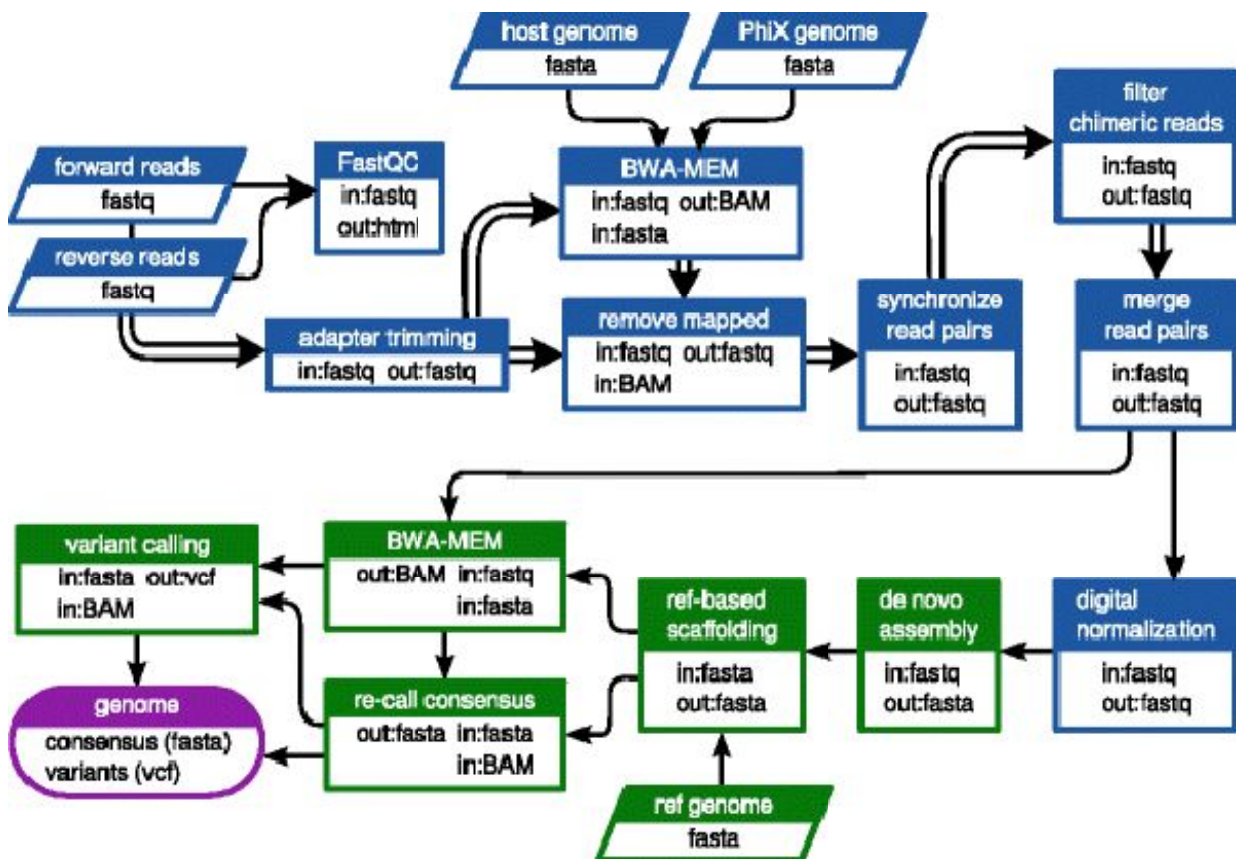 host genome
fasta
PhiX genome
fasta
filter
chimeric reads
in:fastq
out:fastq
forward reads
fastq
reverse reads
fastq
FastQC
in:fastq
out:html
BWA-MEM
in:fastq out:BAM
in:fasta
adapter trimming
in:fastq out:fastq
remove mapped
in:fastq out:fastq
in:BAM
synchronize
read pairs
in:fastq
out:fastq
merge
read pairs
in:fastq
out:fastq
variant calling
in:fasta out:vcf
in:BAM
BWA-MEM
out:BAM in:fastq
in:fasta
ref-based
scaffolding
in:fasta
out:fasta
de novo
assembly
in:fastq
out:fasta
digital
normalization
in:fastq
out:fastq
genome
consensus (fasta)
variants (vcf)
re-call consensus
out:fasta in:fasta
in:BAM
ref genome
fasta